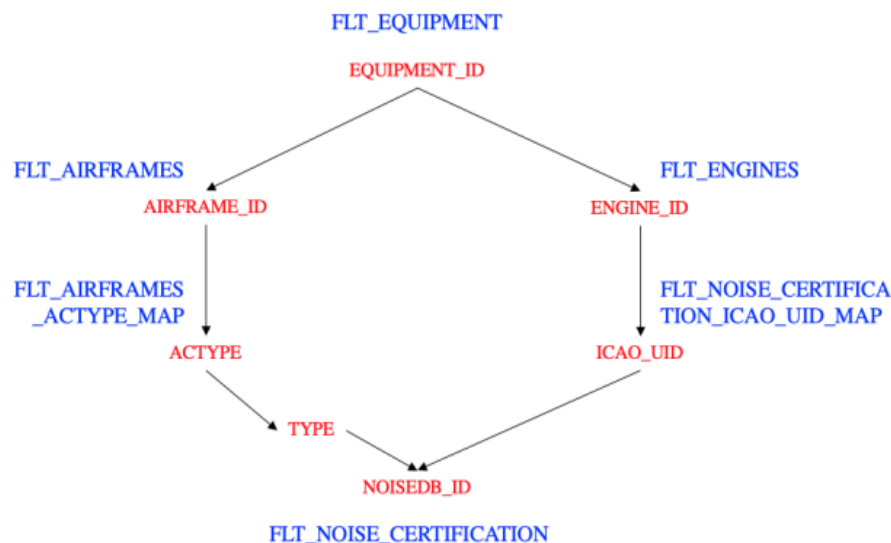 FLT_EQUIPMENT
EQUIPMENT_ID
FLT_AIRFRAMES
FLT_ENGINES
AIRFRAME_ID
ENGINE_ID
FLT_AIRFRAMES
_ACTYPE_MAP
FLT_NOISE_CERTIFICA
TION_ICAO_UID_MAP
ACTYPE
ICAO_UID
TYPE
NOISEDB_ID
FLT_NOISE_CERTIFICATION